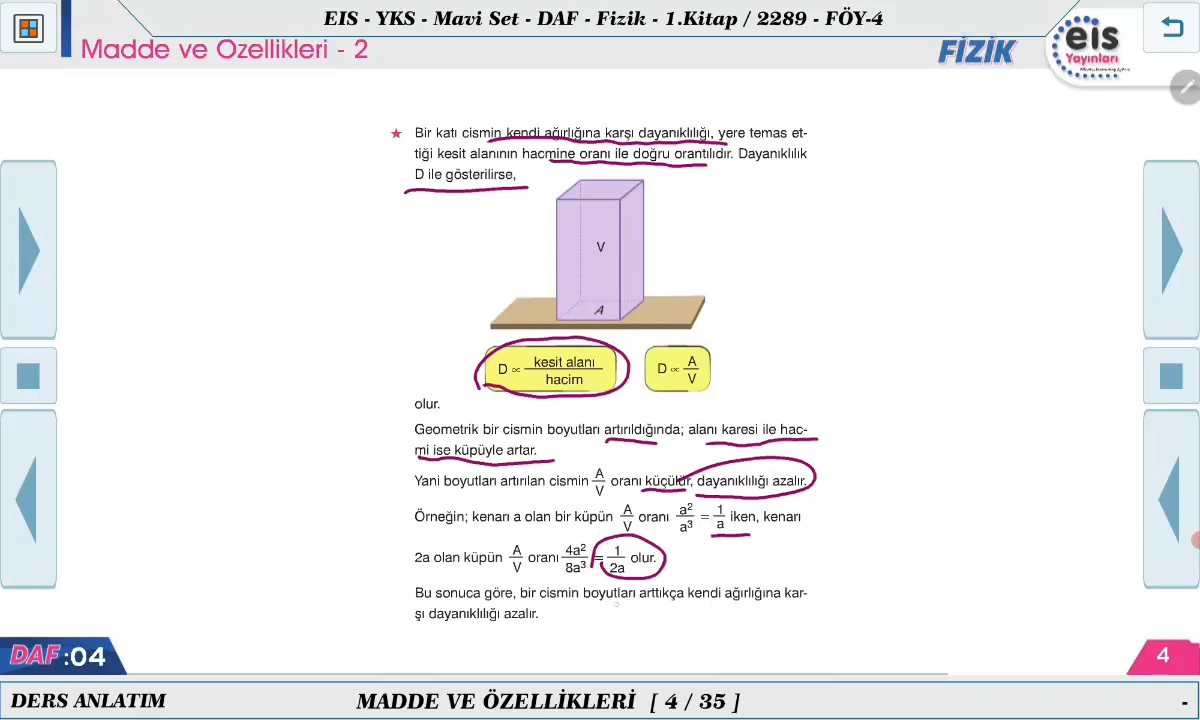 EIS - YKS - Mavi Set - DAF - Fizik - 1.Kitap / 2289 - FÖY-4
Madde ve Özellikleri - 2
FİZİK
eis
Yayınları
★ Bir katı cismin kendi ağırlığına karşı dayanıklılığı, yere temas et-
tiği kesit alanının hacmine oranı ile doğru orantılıdır. Dayanıklılık
D ile gösterilirse,
V
A
D ∝ kesit alanı / hacim
D ∝ A / V
olur.
Geometrik bir cismin boyutları artırıldığında; alanı karesi ile hac-
mi ise küpüyle artar.
Yani boyutları artırılan cismin A/V oranı küçülür, dayanıklılığı azalır.
Örneğin; kenarı a olan bir küpün A/V oranı a²/a³ = 1/a iken, kenarı
2a olan küpün A/V oranı 4a²/8a³ = 1/2a olur.
Bu sonuca göre, bir cismin boyutları arttıkça kendi ağırlığına kar-
şı dayanıklılığı azalır.
DAF:04
4
DERS ANLATIM
MADDE VE ÖZELLİKLERİ [ 4 / 35 ]
-